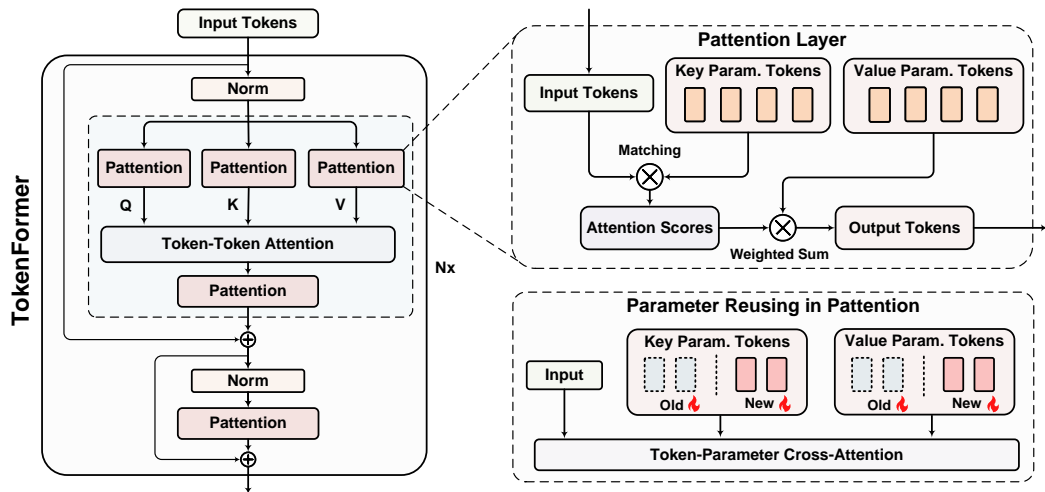 TokenFormer
Input Tokens
Norm
Pattention
Pattention
Pattention
Q
K
V
Token-Token Attention
Pattention
Nx
Norm
Pattention
Pattention Layer
Input Tokens
Key Param. Tokens
Value Param. Tokens
Matching
Attention Scores
Weighted Sum
Output Tokens
Parameter Reusing in Pattention
Input
Key Param. Tokens
Old
New
Value Param. Tokens
Old
New
Token-Parameter Cross-Attention